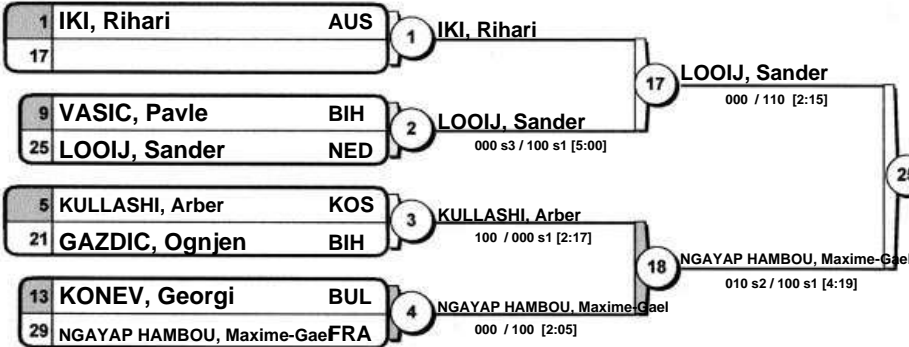 1 IKI, Rihari AUS
17
1 IKI, Rihari
9 VASIC, Pavle BIH
25 LOOIJ, Sander NED
2 LOOIJ, Sander
000 s3 / 100 s1 [5:00]
17 LOOIJ, Sander
000 / 110 [2:15]
5 KULLASHI, Arber KOS
21 GAZDIC, Ognjen BIH
3 KULLASHI, Arber
100 / 000 s1 [2:17]
13 KONEV, Georgi BUL
29 NGAYAP HAMBOU, Maxime-Gael FRA
4 NGAYAP HAMBOU, Maxime-Gael
000 / 100 [2:05]
18 NGAYAP HAMBOU, Maxime-Gael
010 s2 / 100 s1 [4:19]
25